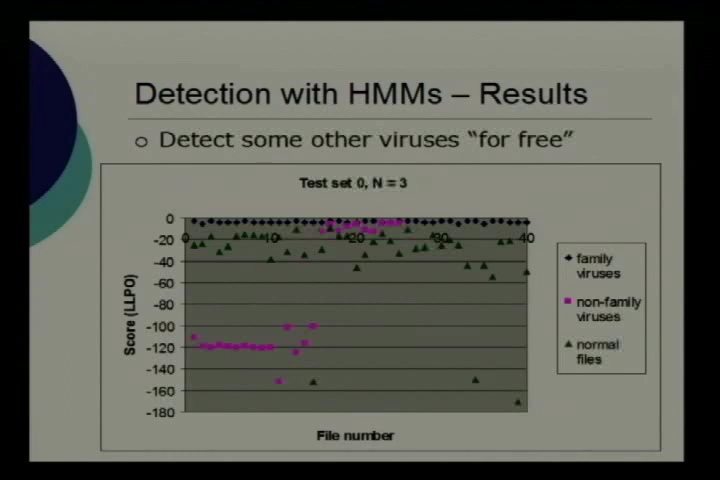 Detection with HMMs – Results
Detect some other viruses “for free”
Test set 0, N = 3
0
-20
-40
-60
-80
-100
-120
-140
-160
-180
0
20
30
40
Score (LLPO)
File number
family
viruses
non-family
viruses
normal
files